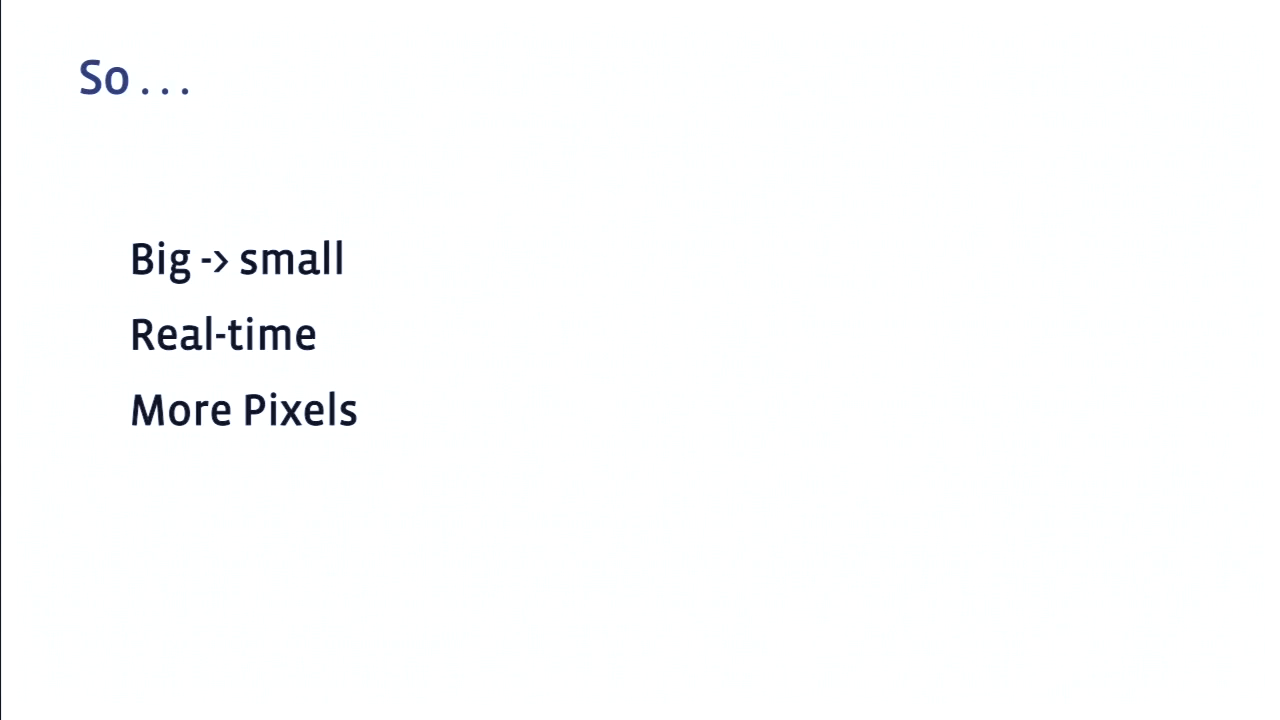 So . . .
Big -> small
Real-time
More Pixels